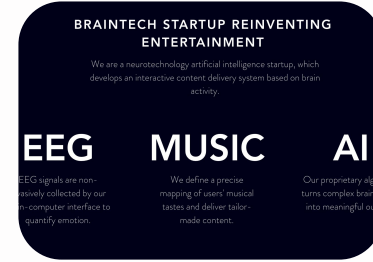 BRAINTECH STARTUP REINVENTING
ENTERTAINMENT
We are a neurotechnology artificial intelligence startup, which
develops an interactive content delivery system based on brain
activity.
EEG MUSIC AI
EEG signals are non-
vasively collected by our
in-computer interface to
quantify emotion.
We define a precise
mapping of users' musical
tastes and deliver tailor-
made content.
Our proprietary alg
turns complex brain
into meaningful ou